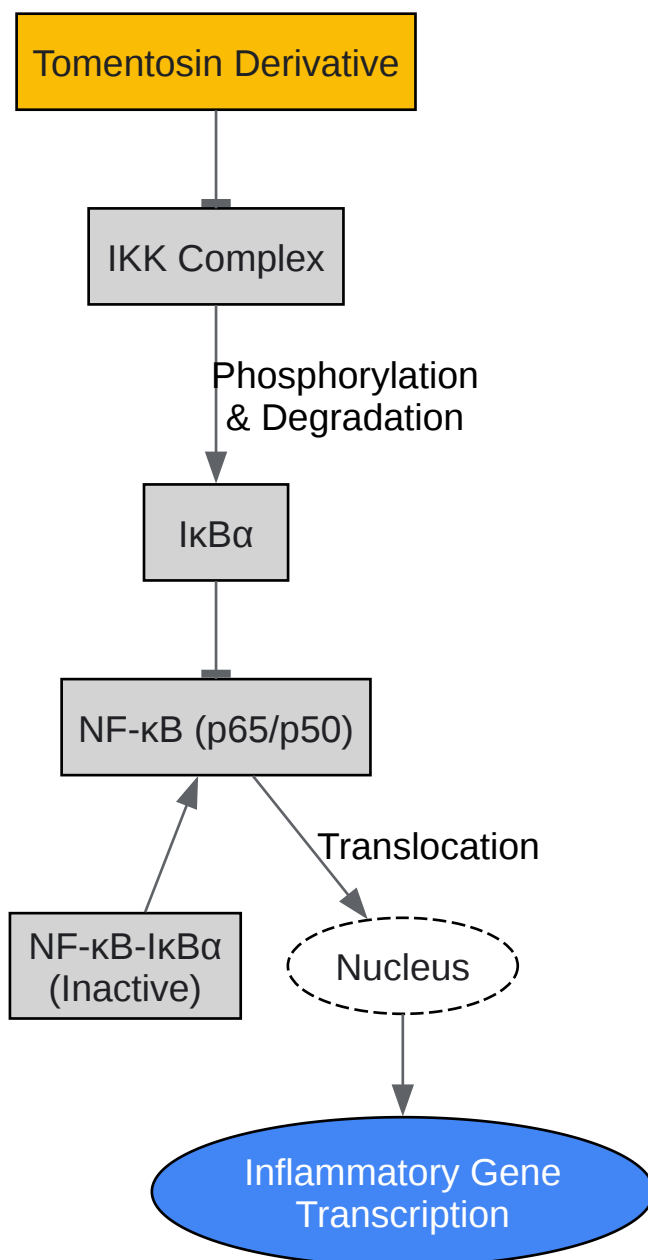 Tomentosin Derivative
IKK Complex
Phosphorylation
& Degradation
IκBα
NF-κB (p65/p50)
Translocation
NF-κB-IκBα
(Inactive)
Nucleus
Inflammatory Gene
Transcription